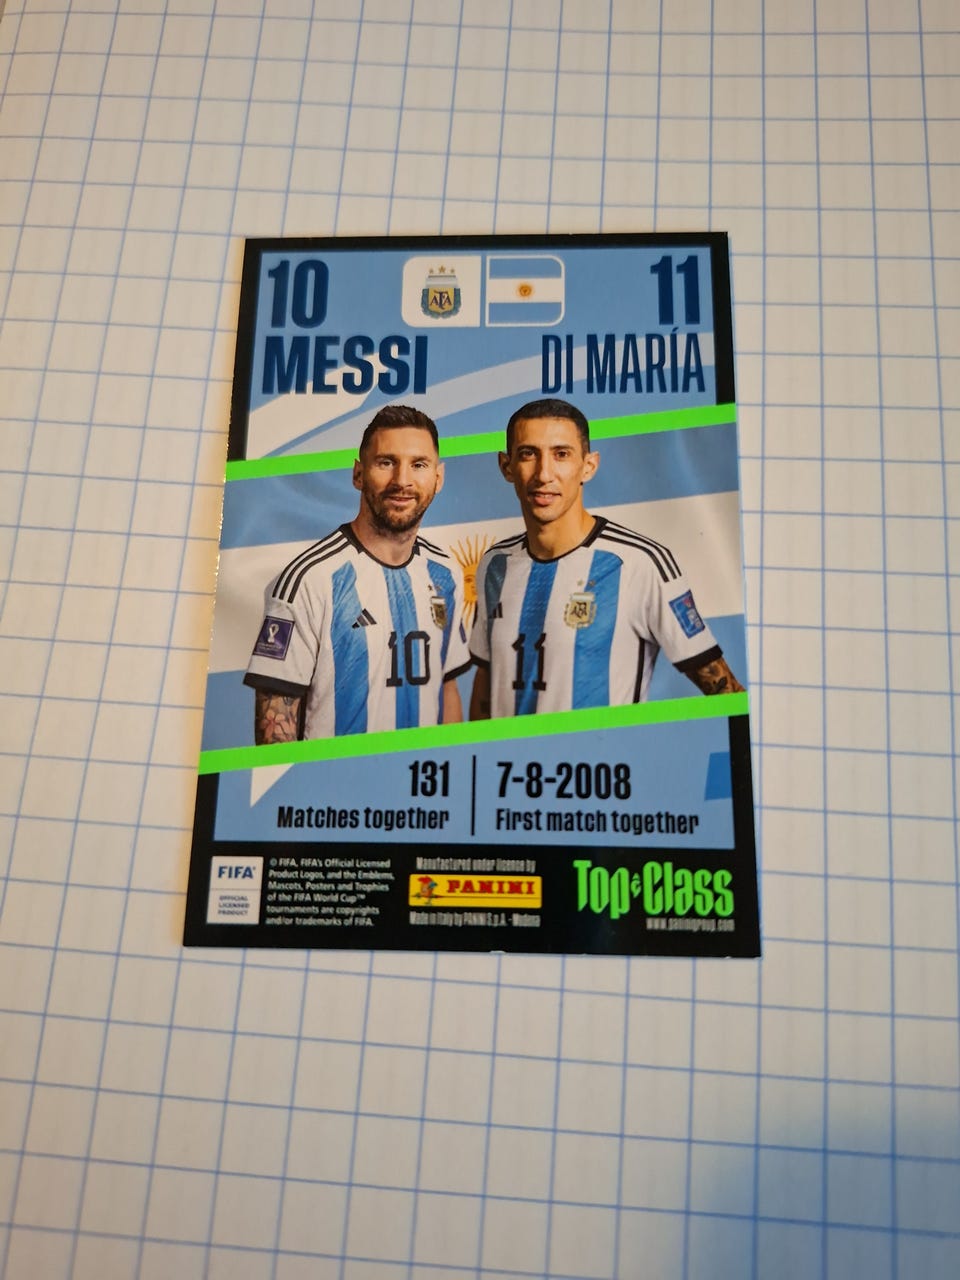 10
MESSI
AFA
11
DI MARÍA
10
11
AFA
131
Matches together
7-8-2008
First match together
FIFA®
OFFICIAL
LICENSED
PRODUCT
© FIFA, FIFA's Official Licensed
Product Logos, and the Emblems,
Mascots, Posters and Trophies
of the FIFA World Cup™
tournaments are copyrights
and/or trademarks of FIFA.
Manufactured under license by
PANINI
Made in Italy by PANINI S.p.A. - Modena
Top Class
www.paninigroup.com